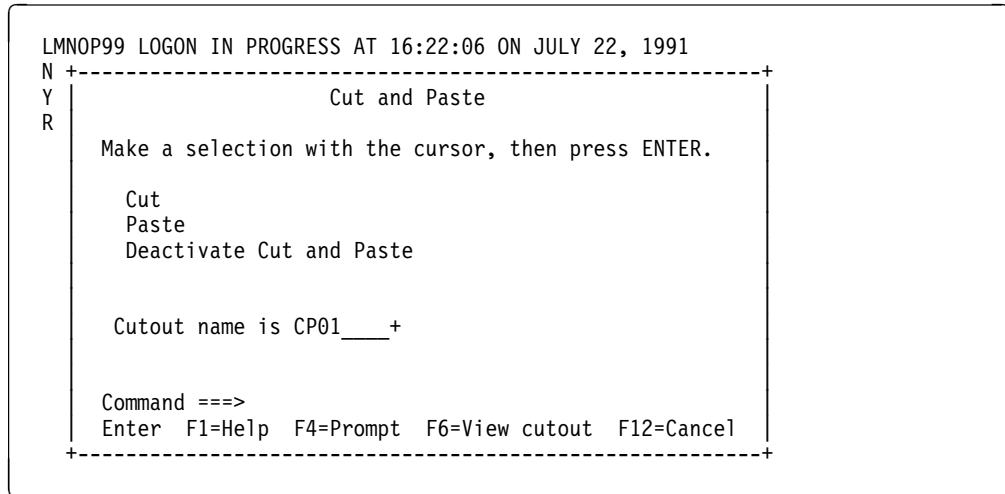 LMNOP99 LOGON IN PROGRESS AT 16:22:06 ON JULY 22, 1991
N +---------------------------------------------------------+
Y | Cut and Paste |
R |
Make a selection with the cursor, then press ENTER.
Cut
Paste
Deactivate Cut and Paste
Cutout name is CP01____+
Command ===>
Enter F1=Help F4=Prompt F6=View cutout F12=Cancel
+---------------------------------------------------------+